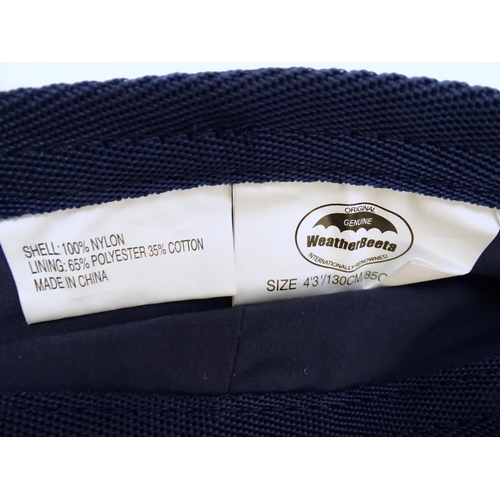 SHELL: 100% NYLON
LINING: 65% POLYESTER 35% COTTON
MADE IN CHINA
ORIGINAL
GENUINE
WeatherBeeta
INTERNATIONALLY RENOWNED
SIZE 4'3"/130CM